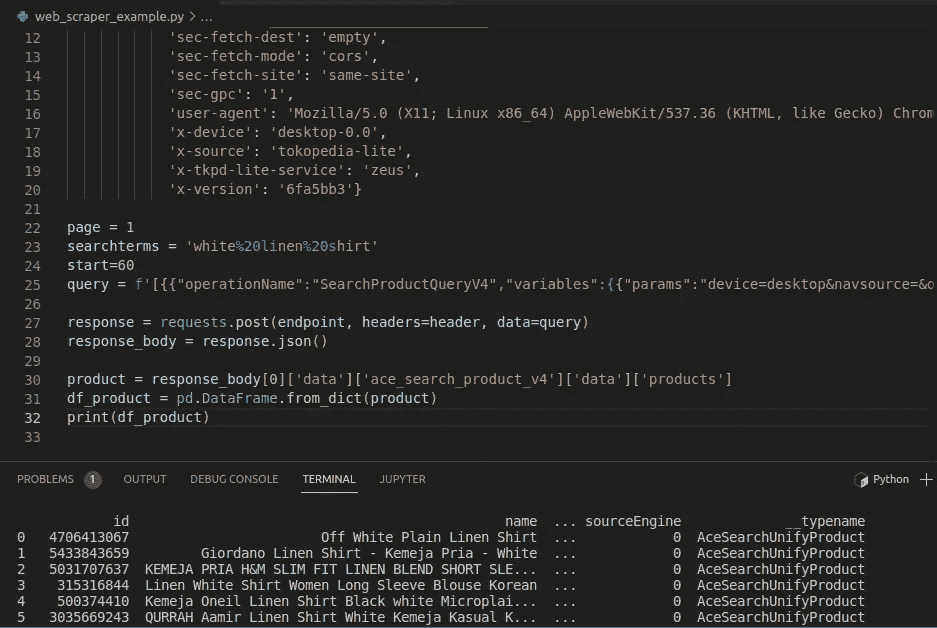 web_scraper_example.py > ...
12 'sec-fetch-dest': 'empty',
13 'sec-fetch-mode': 'cors',
14 'sec-fetch-site': 'same-site',
15 'sec-gpc': '1',
16 'user-agent': 'Mozilla/5.0 (X11; Linux x86_64) AppleWebKit/537.36 (KHTML, like Gecko) Chrom
17 'x-device': 'desktop-0.0',
18 'x-source': 'tokopedia-lite',
19 'x-tkpd-lite-service': 'zeus',
20 'x-version': '6fa5bb3'}
21
22 page = 1
23 searchterms = 'white%20linen%20shirt'
24 start=60
25 query = f'[{{"operationName":"SearchProductQueryV4","variables":{{"params":"device=desktop&navsource=&o
26
27 response = requests.post(endpoint, headers=header, data=query)
28 response_body = response.json()
29
30 product = response_body[0]['data']['ace_search_product_v4']['data']['products']
31 df_product = pd.DataFrame.from_dict(product)
32 print(df_product)
33
PROBLEMS 1 OUTPUT DEBUG CONSOLE TERMINAL JUPYTER Python +
id name ... sourceEngine __typename
0 4706413067 Off White Plain Linen Shirt ... 0 AceSearchUnifyProduct
1 5433843659 Giordano Linen Shirt - Kemeja Pria - White ... 0 AceSearchUnifyProduct
2 5031707637 KEMEJA PRIA H&M SLIM FIT LINEN BLEND SHORT SLE... ... 0 AceSearchUnifyProduct
3 315316844 Linen White Shirt Women Long Sleeve Blouse Korean ... 0 AceSearchUnifyProduct
4 500374410 Kemeja Oneil Linen Shirt Black white Microplai... ... 0 AceSearchUnifyProduct
5 3035669243 QURRAH Aamir Linen Shirt White Kemeja Kasual K... ... 0 AceSearchUnifyProduct